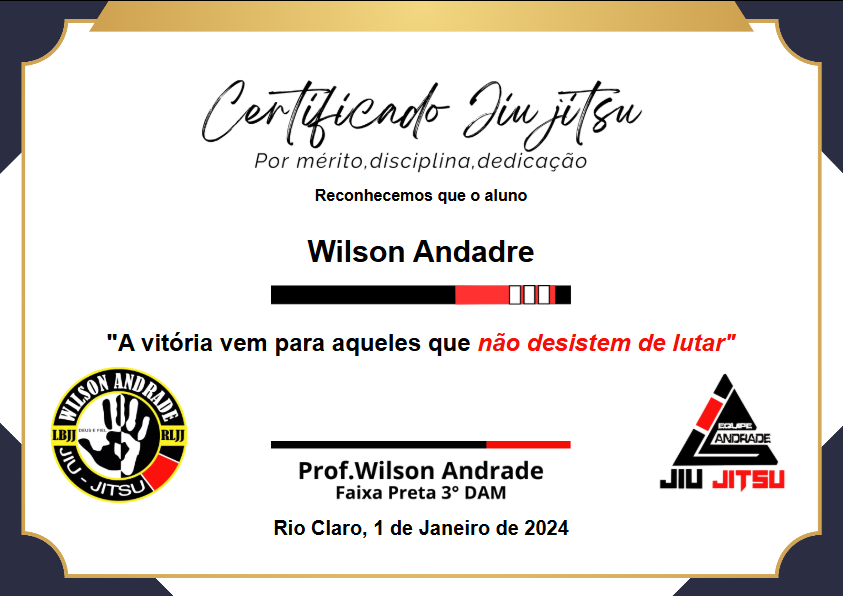 Certificado Jiu jitsu
Por mérito,disciplina,dedicação
Reconhecemos que o aluno
Wilson Andadre
"A vitória vem para aqueles que não desistem de lutar"
WILSON ANDRADE
DEUS E FIEL
LBJJ RLJJ
JIU - JITSU
EQUIPE
ANDRADE
JIU JITSU
Prof.Wilson Andrade
Faixa Preta 3° DAM
Rio Claro, 1 de Janeiro de 2024